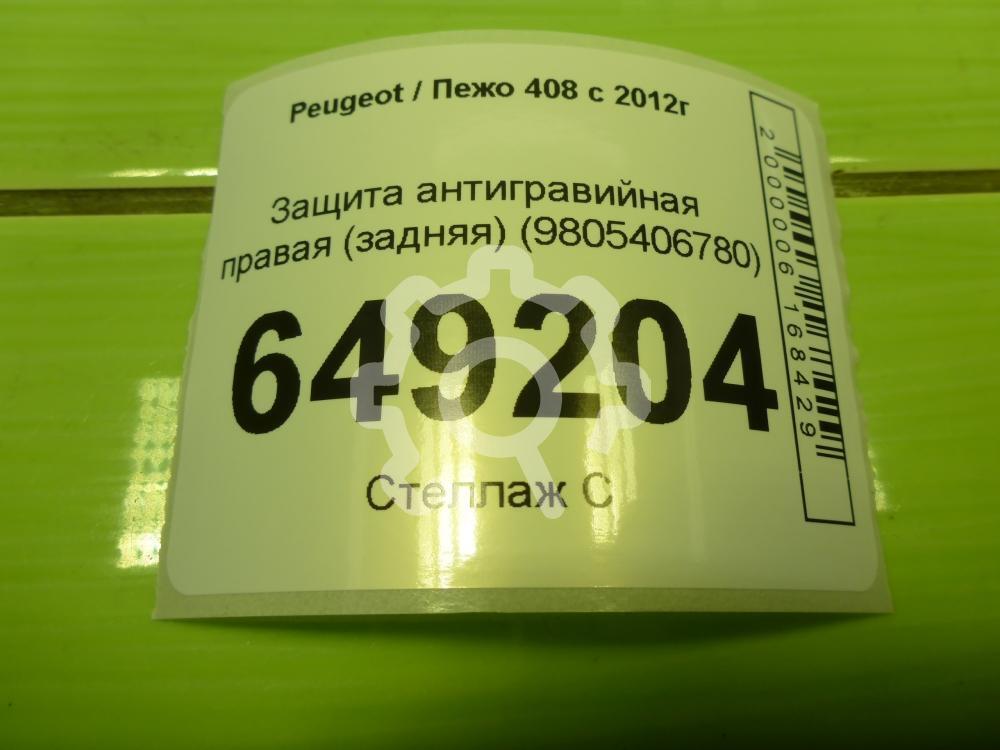 Peugeot / Пежо 408 с 2012г
Защита антигравийная
правая (задняя) (9805406780)
649204
Стеллаж С
2000006168429